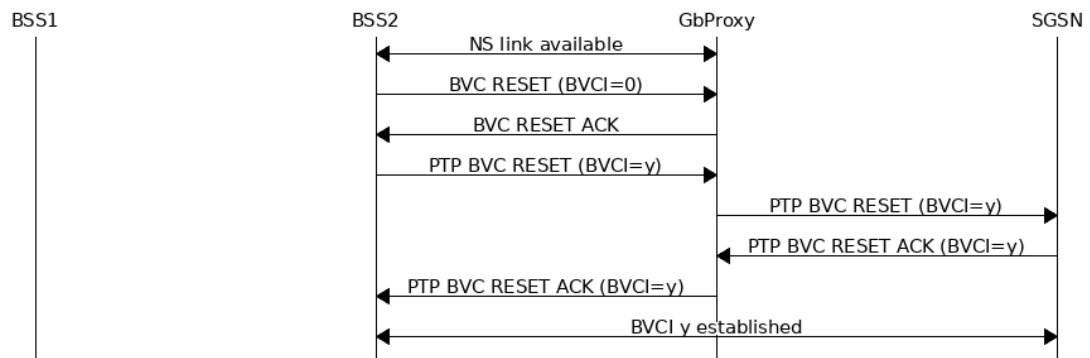 BSS1 BSS2 GbProxy SGSN
NS link available
BVC RESET (BVCI=0)
BVC RESET ACK
PTP BVC RESET (BVCI=y)
PTP BVC RESET (BVCI=y)
PTP BVC RESET ACK (BVCI=y)
PTP BVC RESET ACK (BVCI=y)
BVCI y established